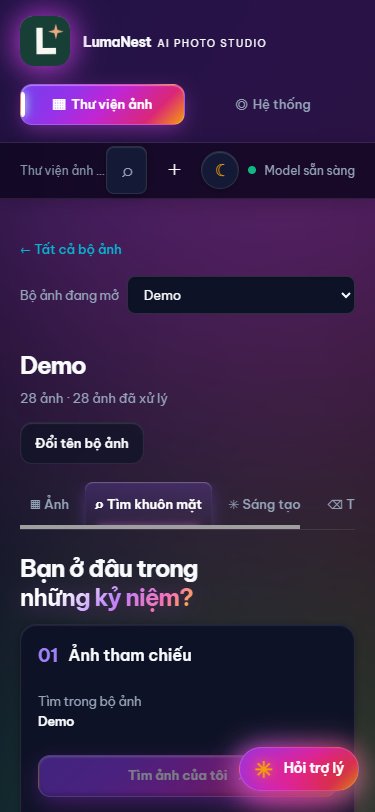 L
LumaNest AI PHOTO STUDIO
Thư viện ảnh
Hệ thống
Thư viện ảnh ...
Model sẵn sàng
← Tất cả bộ ảnh
Bộ ảnh đang mở
Demo
Demo
28 ảnh · 28 ảnh đã xử lý
Đổi tên bộ ảnh
Ảnh
Tìm khuôn mặt
Sáng tạo
T
Bạn ở đâu trong
những kỷ niệm?
01 Ảnh tham chiếu
Tìm trong bộ ảnh
Demo
Tìm ảnh của tôi
Hỏi trợ lý